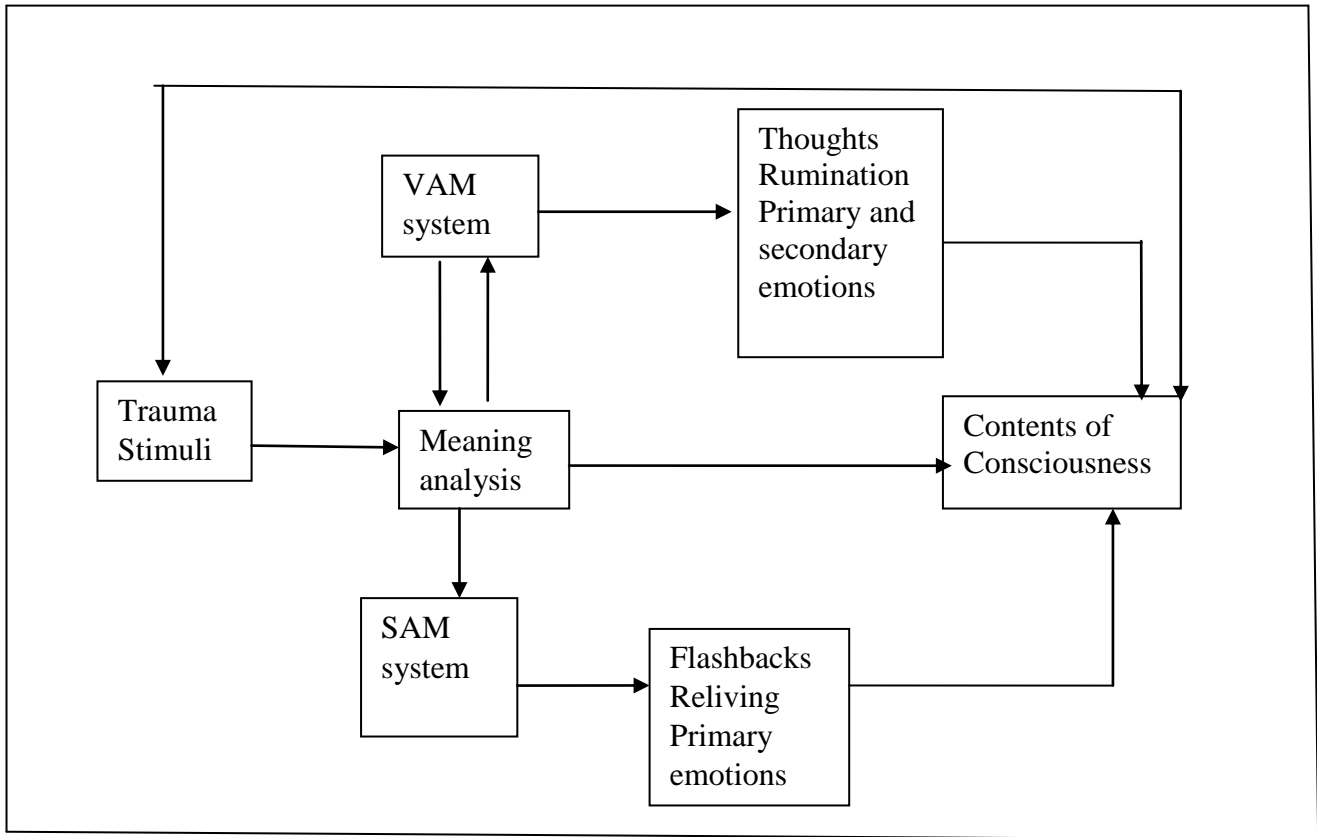 VAM
system
Thoughts
Rumination
Primary and
secondary
emotions
Trauma
Stimuli
Meaning
analysis
Contents of
Consciousness
SAM
system
Flashbacks
Reliving
Primary
emotions